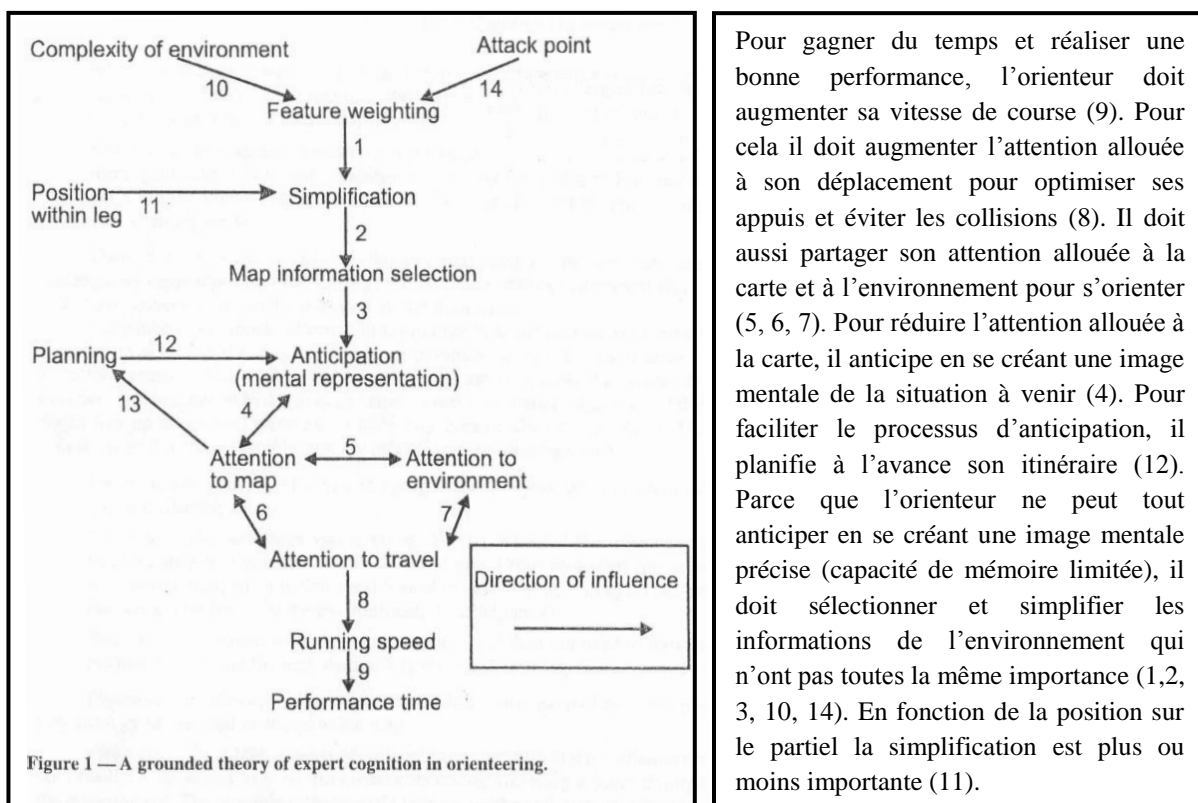 Complexity of environment
Attack point
10
14
Feature weighting
1
Position
within leg
11
Simplification
2
Map information selection
3
Planning
12
Anticipation
(mental representation)
13
4
Attention
to map
5
Attention to
environment
6
7
Attention to travel
Direction of influence
8
Running speed
9
Performance time
Figure 1 — A grounded theory of expert cognition in orienteering.
Pour gagner du temps et réaliser une
bonne performance, l’orienteur doit
augmenter sa vitesse de course (9). Pour
cela il doit augmenter l’attention allouée
à son déplacement pour optimiser ses
appuis et éviter les collisions (8). Il doit
aussi partager son attention allouée à la
carte et à l’environnement pour s’orienter
(5, 6, 7). Pour réduire l’attention allouée à
la carte, il anticipe en se créant une image
mentale de la situation à venir (4). Pour
faciliter le processus d’anticipation, il
planifie à l’avance son itinéraire (12).
Parce que l’orienteur ne peut tout
anticiper en se créant une image mentale
précise (capacité de mémoire limitée), il
doit sélectionner et simplifier les
informations de l’environnement qui
n’ont pas toutes la même importance (1,2,
3, 10, 14). En fonction de la position sur
le partiel la simplification est plus ou
moins importante (11).